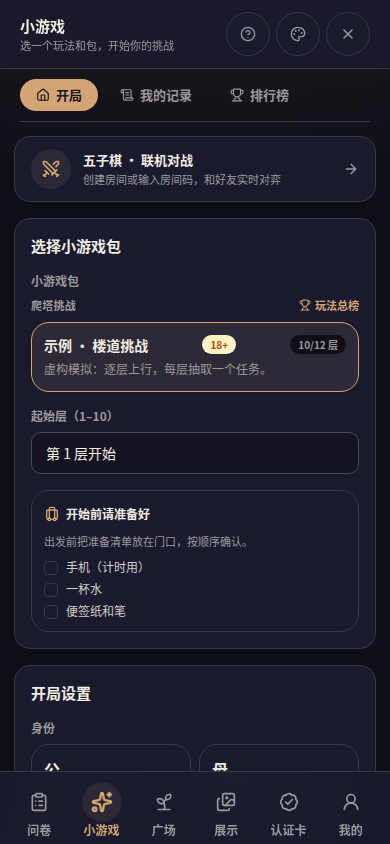 小游戏
选一个玩法和包，开始你的挑战
开局
我的记录
排行榜
五子棋 · 联机对战
创建房间或输入房间码，和好友实时对弈
选择小游戏包
小游戏包
爬塔挑战
玩法总榜
示例 · 楼道挑战
18+
10/12 层
虚构模拟：逐层上行，每层抽取一个任务。
起始层（1–10）
第 1 层开始
开始前请准备好
出发前把准备清单放在门口，按顺序确认。
手机（计时用）
一杯水
便签纸和笔
开局设置
身份
公
母
问卷
小游戏
广场
展示
认证卡
我的